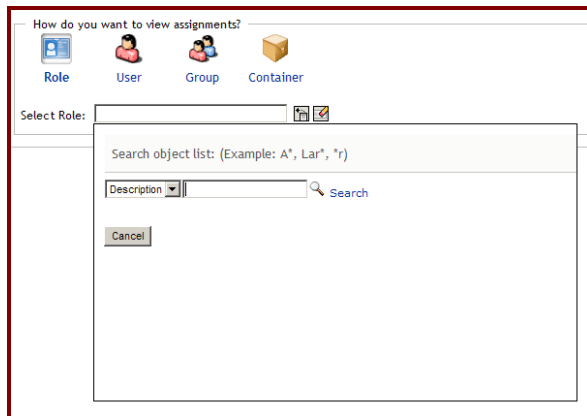 How do you want to view assignments?
Role User Group Container
Select Role:
Search object list: (Example: A*, Lar*, *r)
Description Search
Cancel